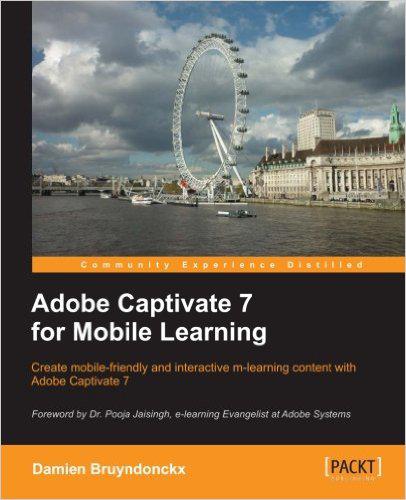 Community Experience Distilled
Adobe Captivate 7
for Mobile Learning
Create mobile-friendly and interactive m-learning content with
Adobe Captivate 7
Foreword by Dr. Pooja Jaisingh, e-learning Evangelist at Adobe Systems
Damien Bruyndonckx
[PACKT]
PUBLISHING